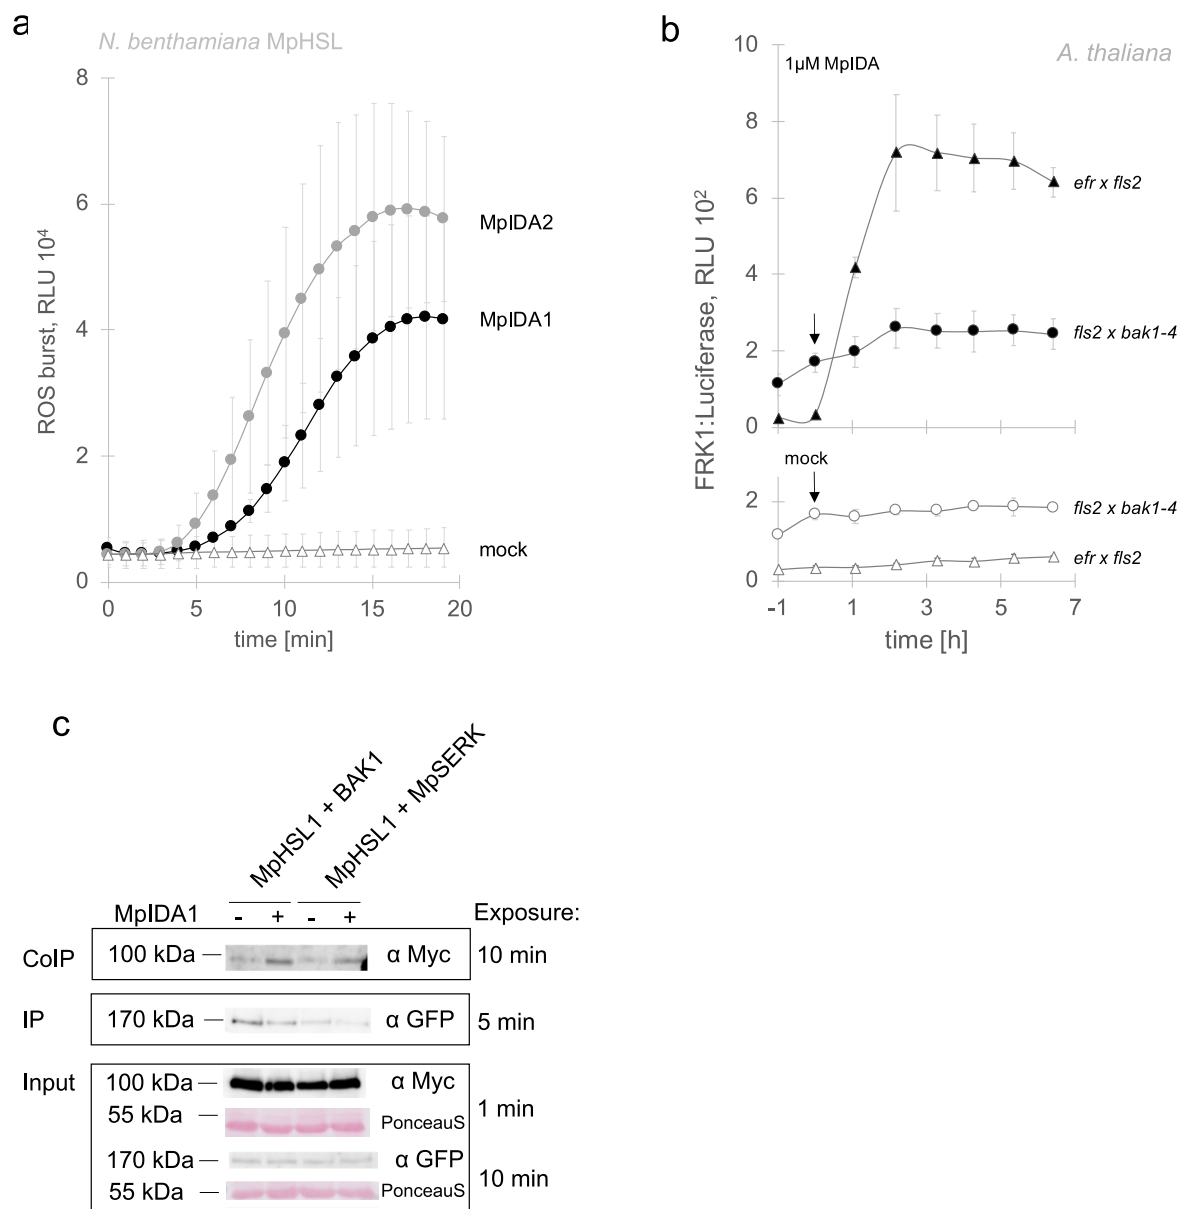 a
N. benthamiana MpHSL
8
6
4
2
0
ROS burst, RLU 10⁴
MpIDA2
MpIDA1
mock
0 5 10 15 20
time [min]
b
10
1µM MpIDA
A. thaliana
8
6
4
2
0
efr x fls2
fls2 x bak1-4
FRK1:Luciferase, RLU 10²
mock
2
0
fls2 x bak1-4
efr x fls2
-1 1 3 5 7
time [h]
c
MpHSL1 + BAK1
MpHSL1 + MpSERK
MpIDA1 - + - + Exposure:
CoIP 100 kDa α Myc 10 min
IP 170 kDa α GFP 5 min
Input 100 kDa α Myc
1 min
55 kDa PonceauS
170 kDa α GFP
10 min
55 kDa PonceauS